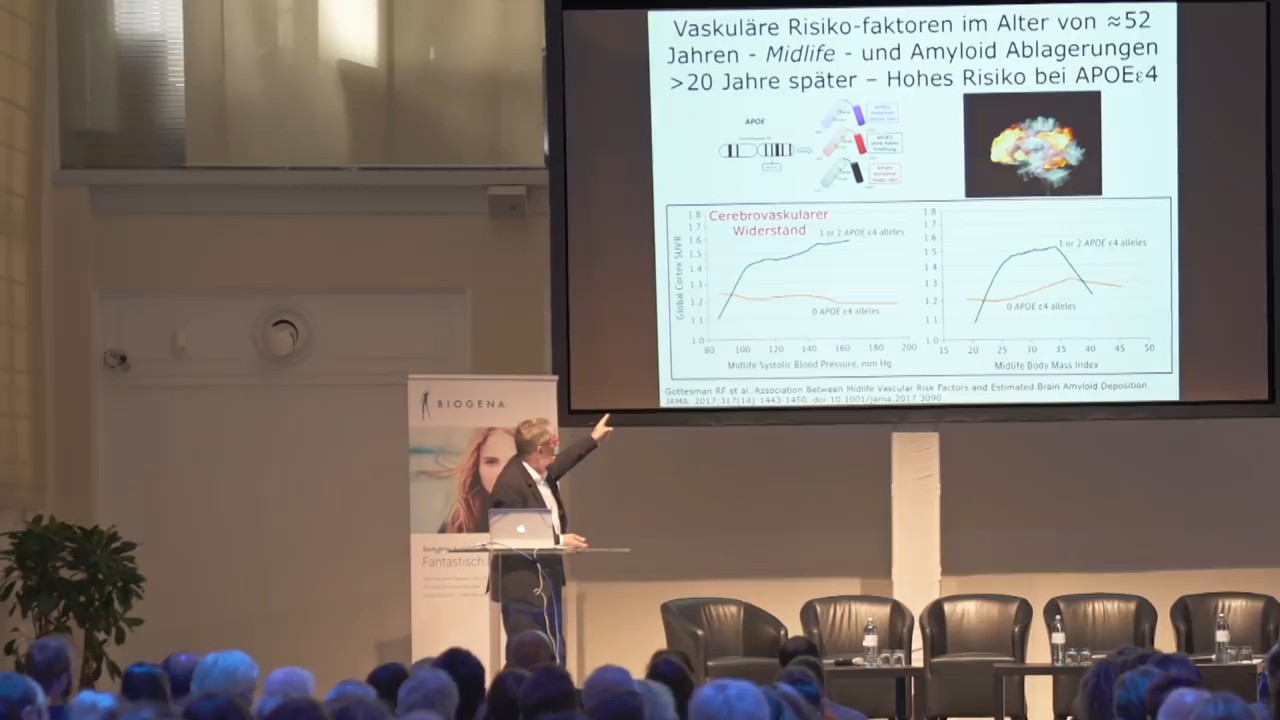 Vaskuläre Risiko-faktoren im Alter von ≈52
Jahren - Midlife - und Amyloid Ablagerungen
>20 Jahre später – Hohes Risiko bei APOEε4
APOE
Cerebrovaskularer
Widerstand
Global Cortex SUVR
1.8
1.7
1.6
1.5
1.4
1.3
1.2
1.1
1.0
1 or 2 APOE ε4 alleles
0 APOE ε4 alleles
80 100 120 140 160 180 200
Midlife Systolic Blood Pressure, mm Hg
1.8
1.7
1.6
1.5
1.4
1.3
1.2
1.1
1.0
1 or 2 APOE ε4 alleles
0 APOE ε4 alleles
15 20 25 30 35 40 45 50
Midlife Body Mass Index
Gottesman RF et al. Association Between Midlife Vascular Risk Factors and Estimated Brain Amyloid Deposition.
JAMA. 2017;317(14):1443-1450. doi:10.1001/jama.2017.3090
BIOGENA
Fantastisch